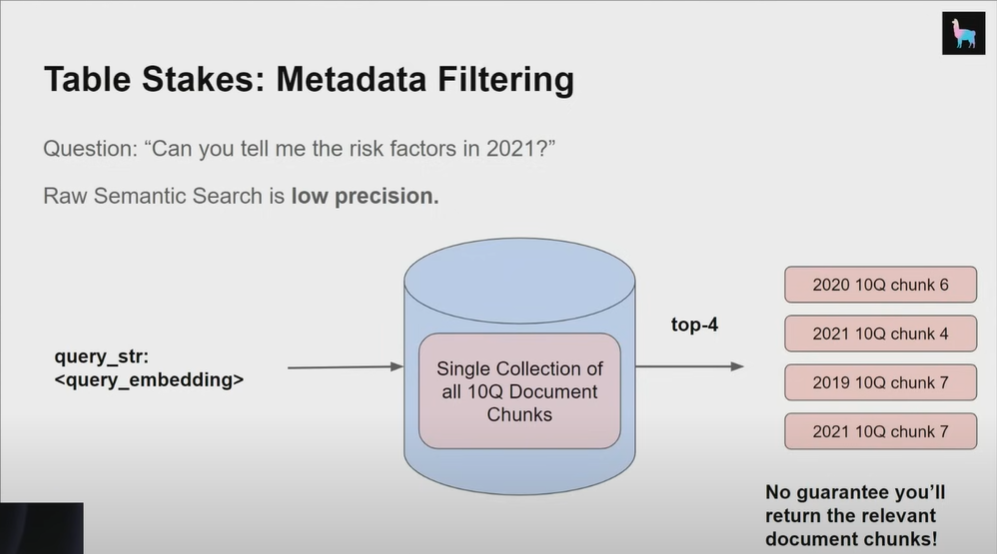 Table Stakes: Metadata Filtering
Question: “Can you tell me the risk factors in 2021?”
Raw Semantic Search is low precision.
query_str:
<query_embedding>
Single Collection of
all 10Q Document
Chunks
top-4
2020 10Q chunk 6
2021 10Q chunk 4
2019 10Q chunk 7
2021 10Q chunk 7
No guarantee you’ll
return the relevant
document chunks!